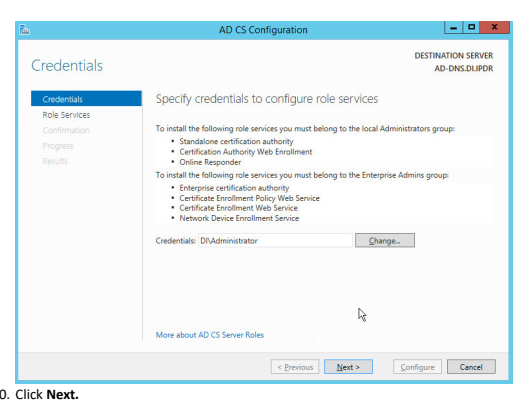 AD CS Configuration
DESTINATION SERVER
AD-DNS.DI.IPDR
Credentials
Credentials
Role Services
Confirmation
Progress
Results
Specify credentials to configure role services
To install the following role services you must belong to the local Administrators group:
• Standalone certification authority
• Certification Authority Web Enrollment
• Online Responder
To install the following role services you must belong to the Enterprise Admins group:
• Enterprise certification authority
• Certificate Enrollment Policy Web Service
• Certificate Enrollment Web Service
• Network Device Enrollment Service
Credentials: DI\Administrator Change...
More about AD CS Server Roles
< Previous Next > Configure Cancel
0. Click Next.